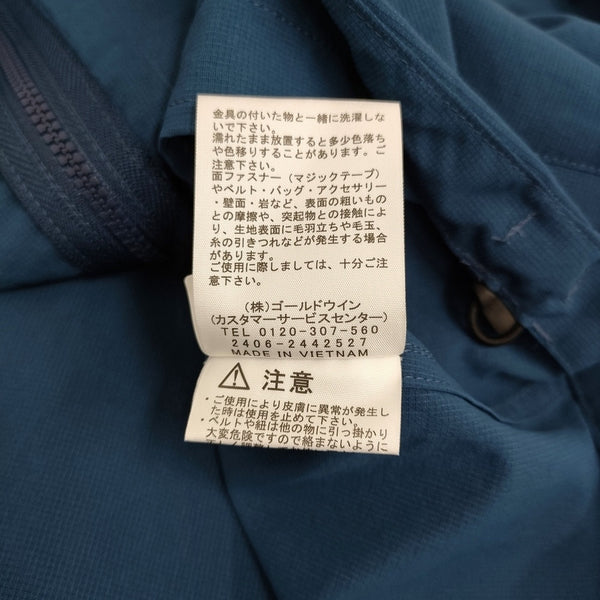 金具の付いた物と一緒に洗濯しな
いで下さい。
濡れたまま放置すると多少色落ち
や色移りすることがあります。ご
注意下さい。
面ファスナー（マジックテープ）
やベルト・バッグ・アクセサリー
・壁面・岩など、表面の粗いもの
との摩擦や、突起物との接触によ
り、生地表面に毛羽立ちや毛玉、
糸の引きつれなどが発生する場合
があります。
ご使用に際しましては、十分ご注
意下さい。
（株）ゴールドウイン
（カスタマーサービスセンター）
TEL 0120-307-560
2406-2442527
MADE IN VIETNAM
⚠ 注意
・ご使用により皮膚に異常が発生し
た時は使用を止めて下さい。
・ベルトや紐は他の物に引っ掛かり
大変危険ですので絡まないように